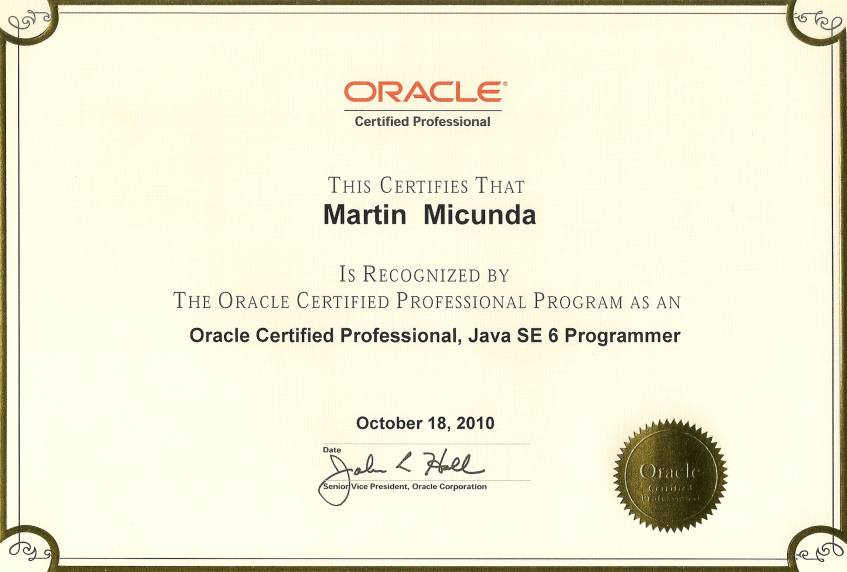 ORACLE®
Certified Professional
THIS CERTIFIES THAT
Martin Micunda
IS RECOGNIZED BY
THE ORACLE CERTIFIED PROFESSIONAL PROGRAM AS AN
Oracle Certified Professional, Java SE 6 Programmer
October 18, 2010
Date
John L Hall
Senior Vice President, Oracle Corporation
Oracle
Certified
Professional